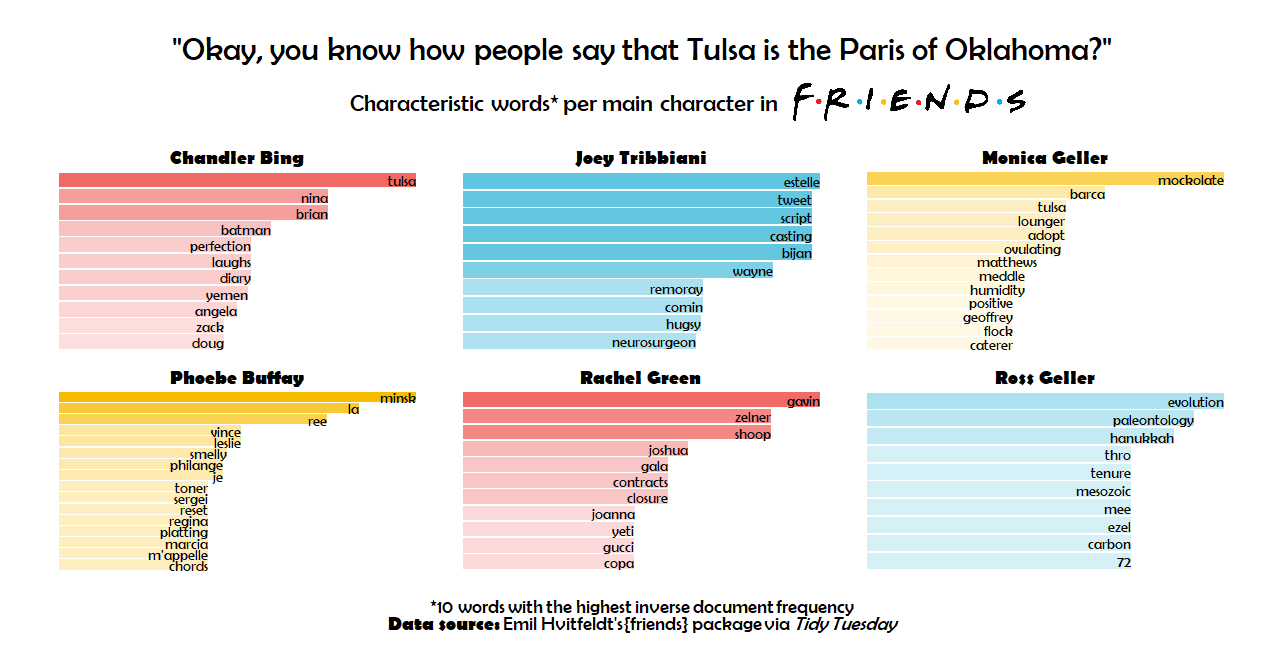 "Okay, you know how people say that Tulsa is the Paris of Oklahoma?"
Characteristic words* per main character in F·R·I·E·N·D·S
Chandler Bing
tulsa
nina
brian
batman
perfection
laughs
diary
yemen
angela
zack
doug
Joey Tribbiani
estelle
tweet
script
casting
bijan
wayne
remoray
comin
hugsy
neurosurgeon
Monica Geller
mockolate
barca
tulsa
lounger
adopt
ovulating
matthews
meddle
humidity
positive
geoffrey
flock
caterer
Phoebe Buffay
minsk
la
ree
vince
leslie
smelly
philange
je
toner
sergei
reset
regina
platting
marcia
m'appelle
chords
Rachel Green
gavin
zelner
shoop
joshua
gala
contracts
closure
joanna
yeti
gucci
copa
Ross Geller
evolution
paleontology
hanukkah
thro
tenure
mesozoic
mee
ezel
carbon
72
*10 words with the highest inverse document frequency
Data source: Emil Hvitfeldt's{friends} package via Tidy Tuesday